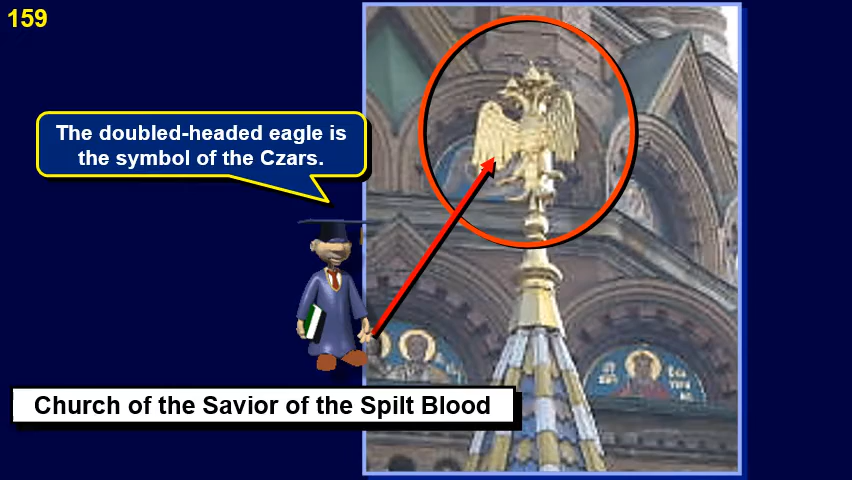 159
The doubled-headed eagle is
the symbol of the Czars.
Church of the Savior of the Spilt Blood